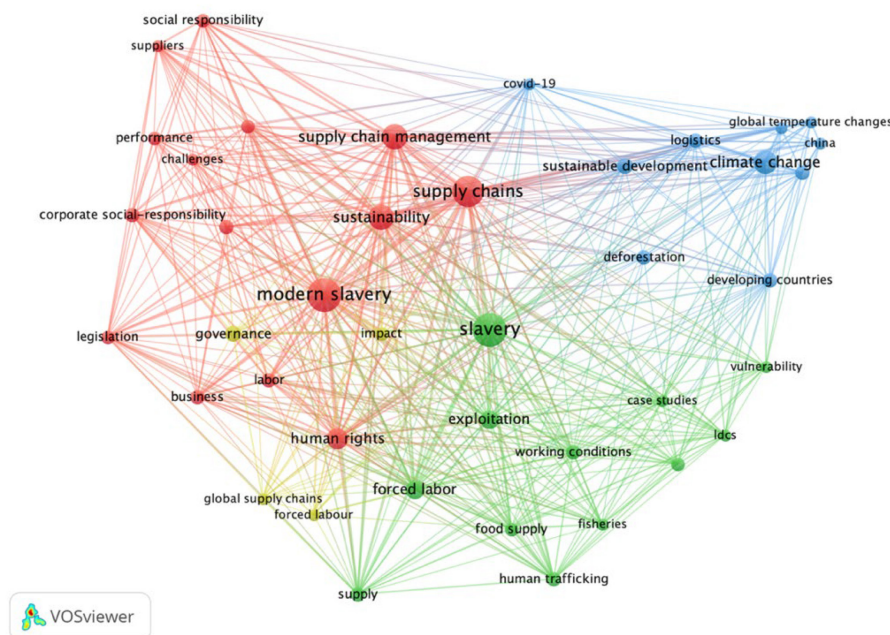 social responsibility
suppliers
covid-19
global temperature changes
performance
supply chain management
logistics
china
challenges
sustainable development
climate change
supply chains
corporate social-responsibility
sustainability
deforestation
developing countries
modern slavery
slavery
legislation
governance
impact
vulnerability
labor
business
case studies
exploitation
ldcs
human rights
working conditions
forced labor
global supply chains
forced labour
food supply
fisheries
human trafficking
supply
VOSviewer